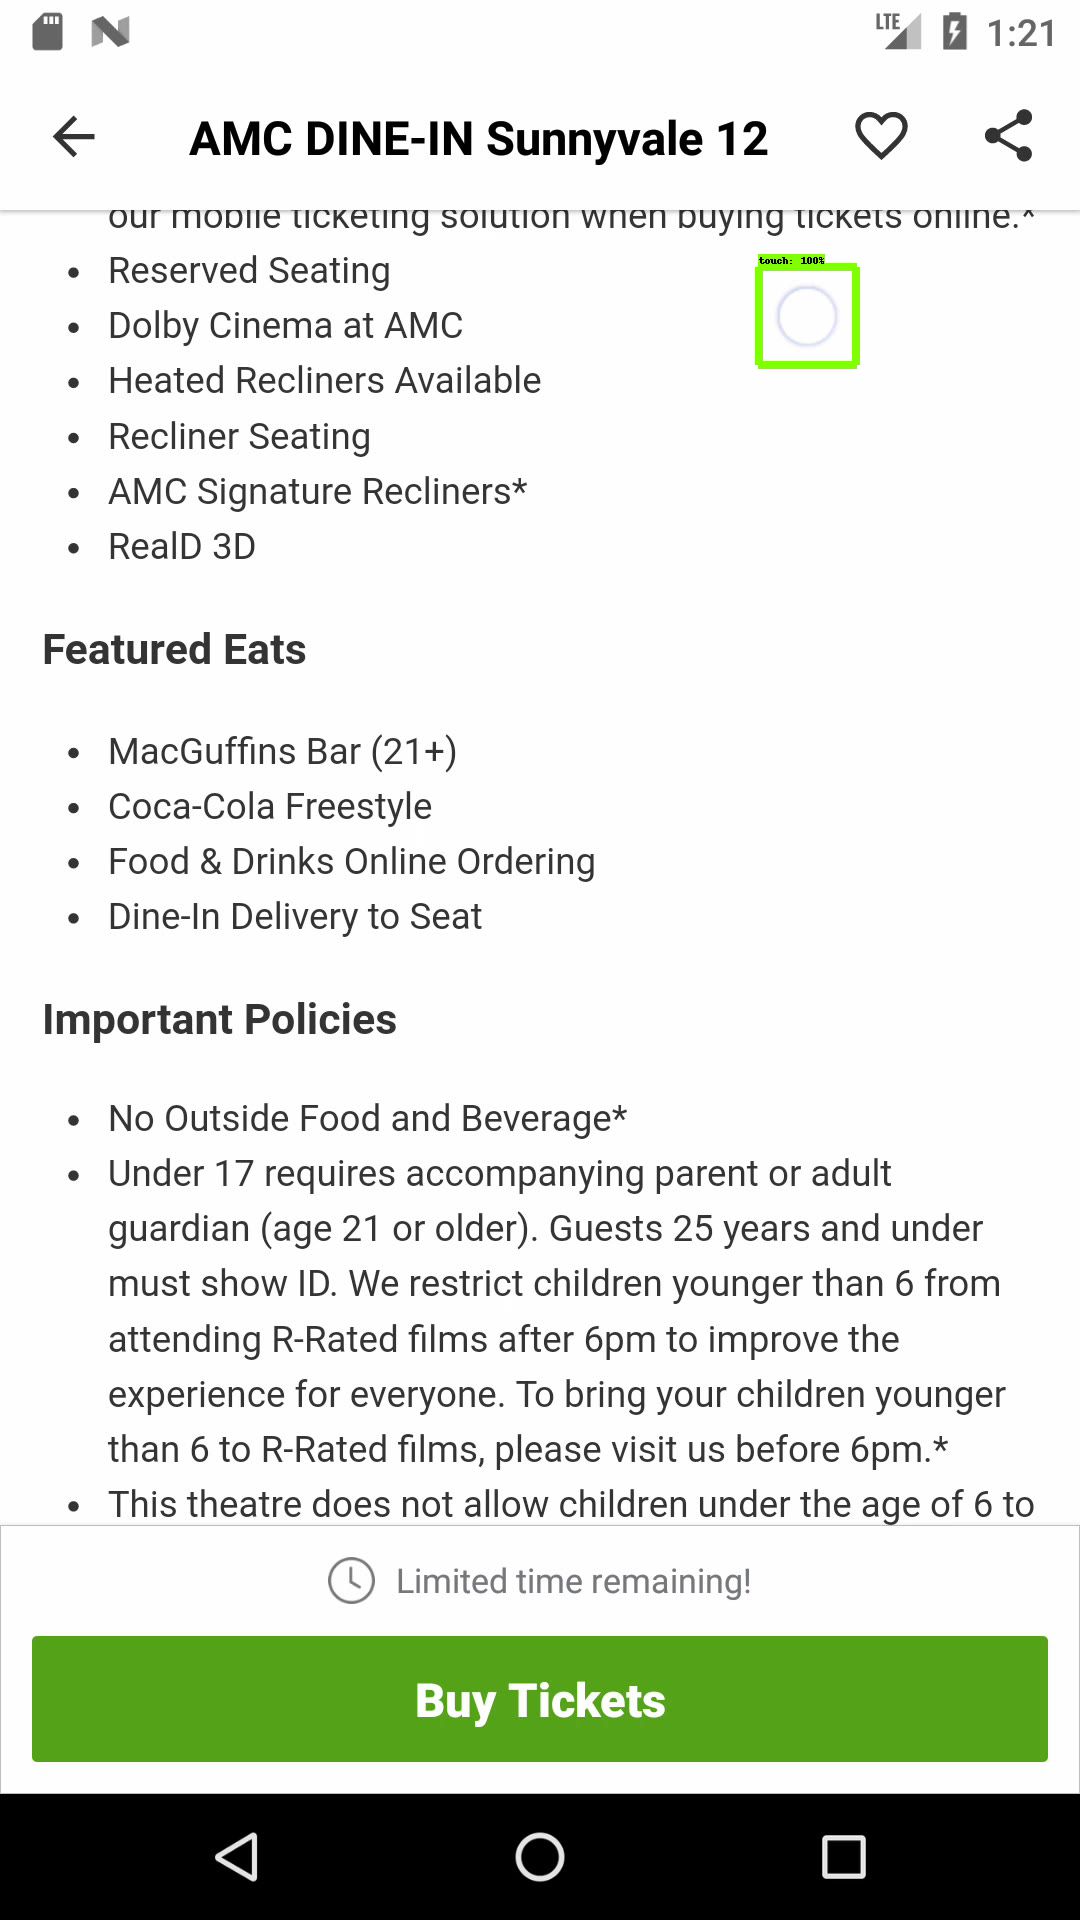 LTE 1:21
AMC DINE-IN Sunnyvale 12
our mobile ticketing solution when buying tickets online.*
touch: 100%
• Reserved Seating
• Dolby Cinema at AMC
• Heated Recliners Available
• Recliner Seating
• AMC Signature Recliners*
• RealD 3D
Featured Eats
• MacGuffins Bar (21+)
• Coca-Cola Freestyle
• Food & Drinks Online Ordering
• Dine-In Delivery to Seat
Important Policies
• No Outside Food and Beverage*
• Under 17 requires accompanying parent or adult
guardian (age 21 or older). Guests 25 years and under
must show ID. We restrict children younger than 6 from
attending R-Rated films after 6pm to improve the
experience for everyone. To bring your children younger
than 6 to R-Rated films, please visit us before 6pm.*
• This theatre does not allow children under the age of 6 to
Limited time remaining!
Buy Tickets